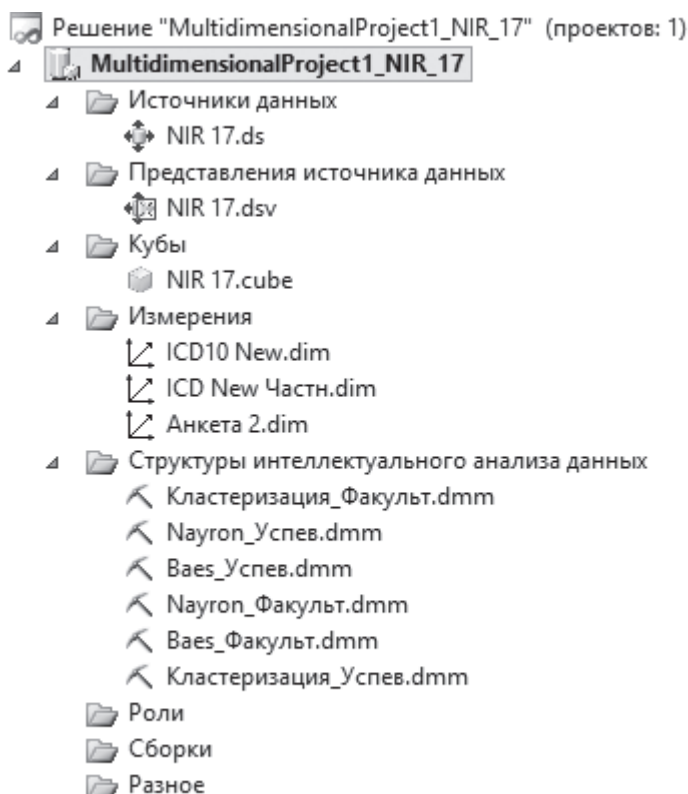 Решение "MultidimensionalProject1_NIR_17" (проектов: 1)
MultidimensionalProject1_NIR_17
Источники данных
NIR 17.ds
Представления источника данных
NIR 17.dsv
Кубы
NIR 17.cube
Измерения
ICD10 New.dim
ICD New Частн.dim
Анкета 2.dim
Структуры интеллектуального анализа данных
Кластеризация_Факульт.dmm
Nayron_Успев.dmm
Baes_Успев.dmm
Nayron_Факульт.dmm
Baes_Факульт.dmm
Кластеризация_Успев.dmm
Роли
Сборки
Разное